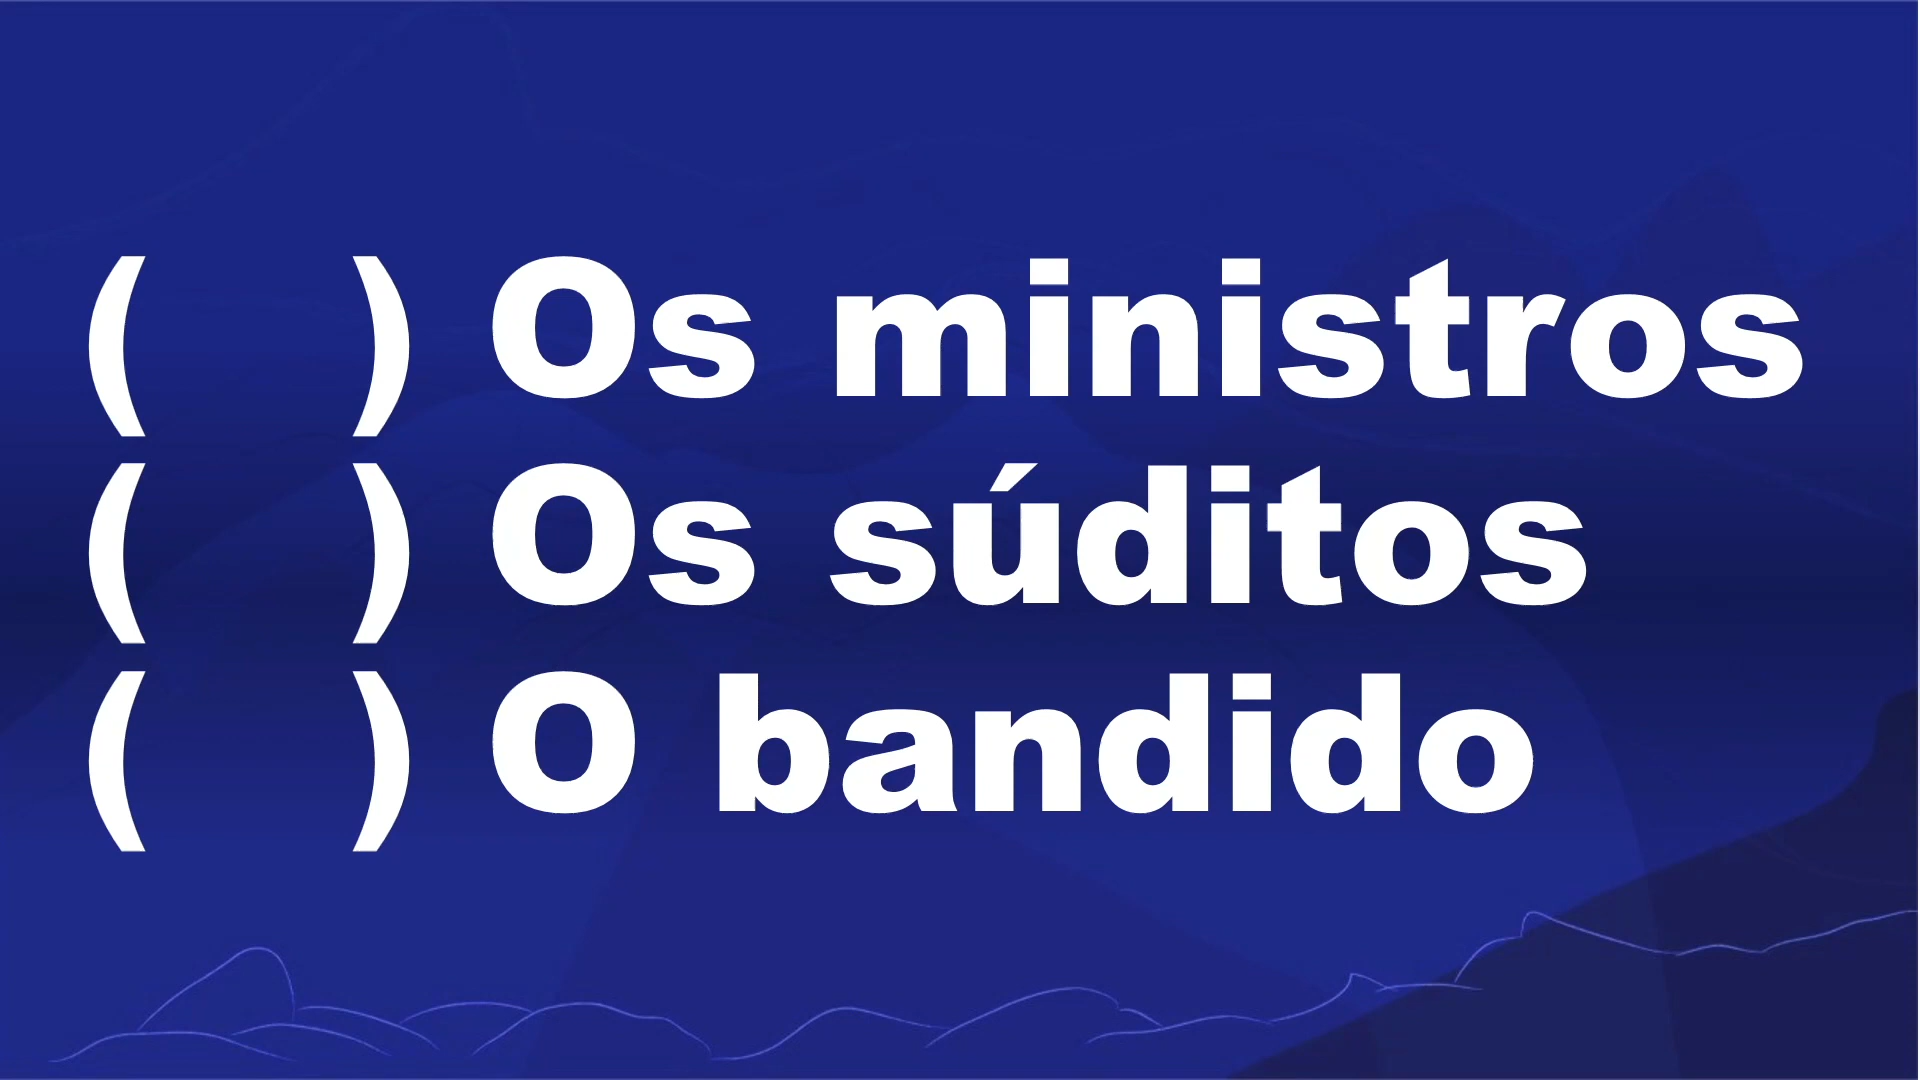 ( ) Os ministros
( ) Os súditos
( ) O bandido